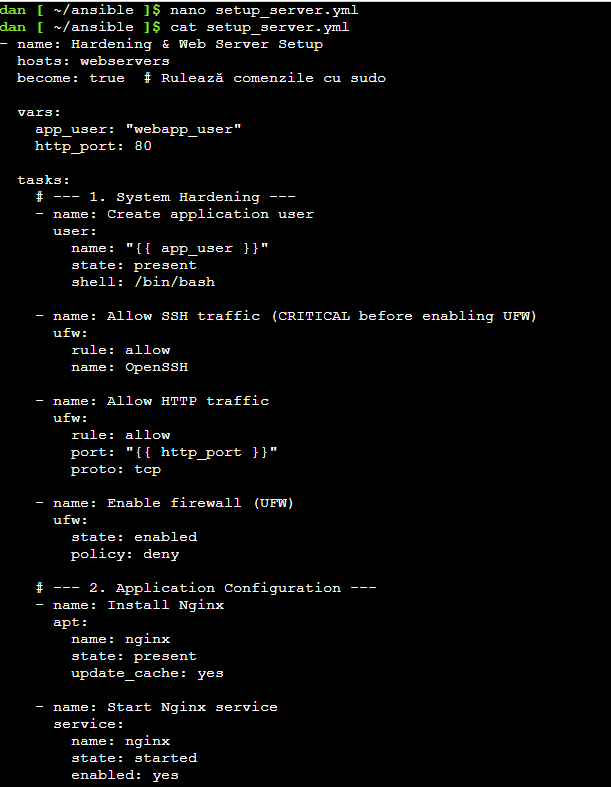 dan [ ~/ansible ]$ nano setup_server.yml
dan [ ~/ansible ]$ cat setup_server.yml
- name: Hardening & Web Server Setup
  hosts: webservers
  become: true  # Rulează comenzile cu sudo

  vars:
    app_user: "webapp_user"
    http_port: 80

  tasks:
    # --- 1. System Hardening ---
    - name: Create application user
      user:
        name: "{{ app_user }}"
        state: present
        shell: /bin/bash

    - name: Allow SSH traffic (CRITICAL before enabling UFW)
      ufw:
        rule: allow
        name: OpenSSH

    - name: Allow HTTP traffic
      ufw:
        rule: allow
        port: "{{ http_port }}"
        proto: tcp

    - name: Enable firewall (UFW)
      ufw:
        state: enabled
        policy: deny

    # --- 2. Application Configuration ---
    - name: Install Nginx
      apt:
        name: nginx
        state: present
        update_cache: yes

    - name: Start Nginx service
      service:
        name: nginx
        state: started
        enabled: yes